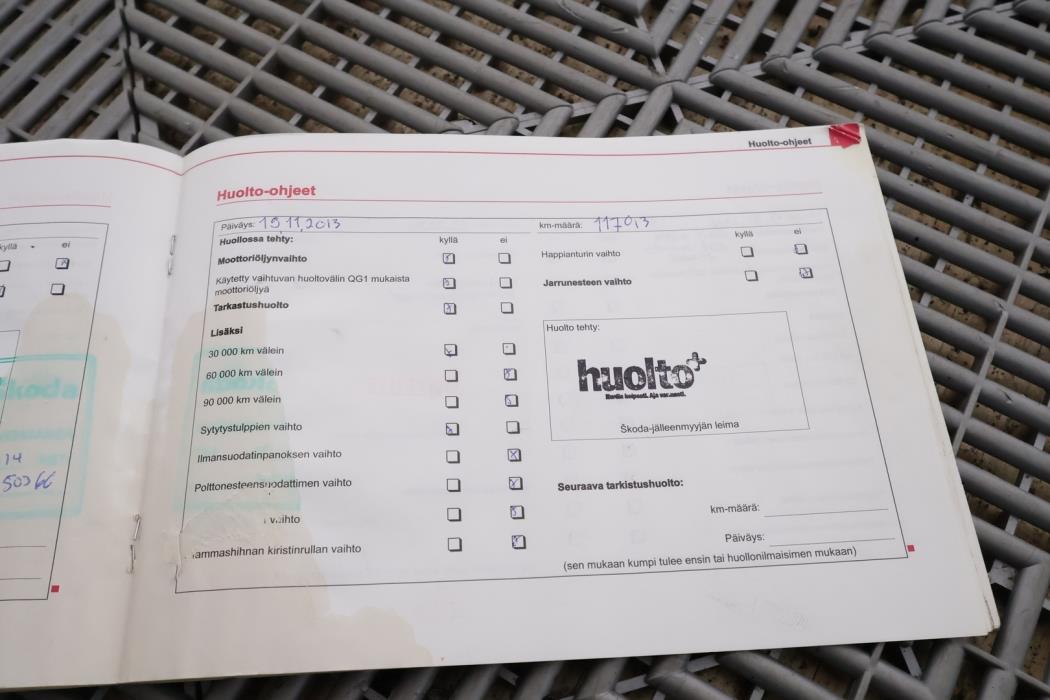 kyllä ei
Skoda
14
Huolto-ohjeet
Huolto-ohjeet
Päiväys: 19,11,2013
Huollossa tehty: kyllä ei
Moottoriöljynvaihto
Käytetty vaihtuvan huoltovälin QG1 mukaista
moottoriöljyä
Tarkastushuolto
Lisäksi
30 000 km välein
60 000 km välein
90 000 km välein
Sytytystulppien vaihto
Ilmansuodatinpanoksen vaihto
Polttonesteensuodattimen vaihto
vaihto
ammashihnan kiristinrullan vaihto
km-määrä:
kyllä ei
Happianturin vaihto
Jarrunesteen vaihto
Huolto tehty:
huolto+
Škoda-jälleenmyyjän leima
Seuraava tarkistushuolto:
km-määrä:
Päiväys:
(sen mukaan kumpi tulee ensin tai huollonilmaisimen mukaan)